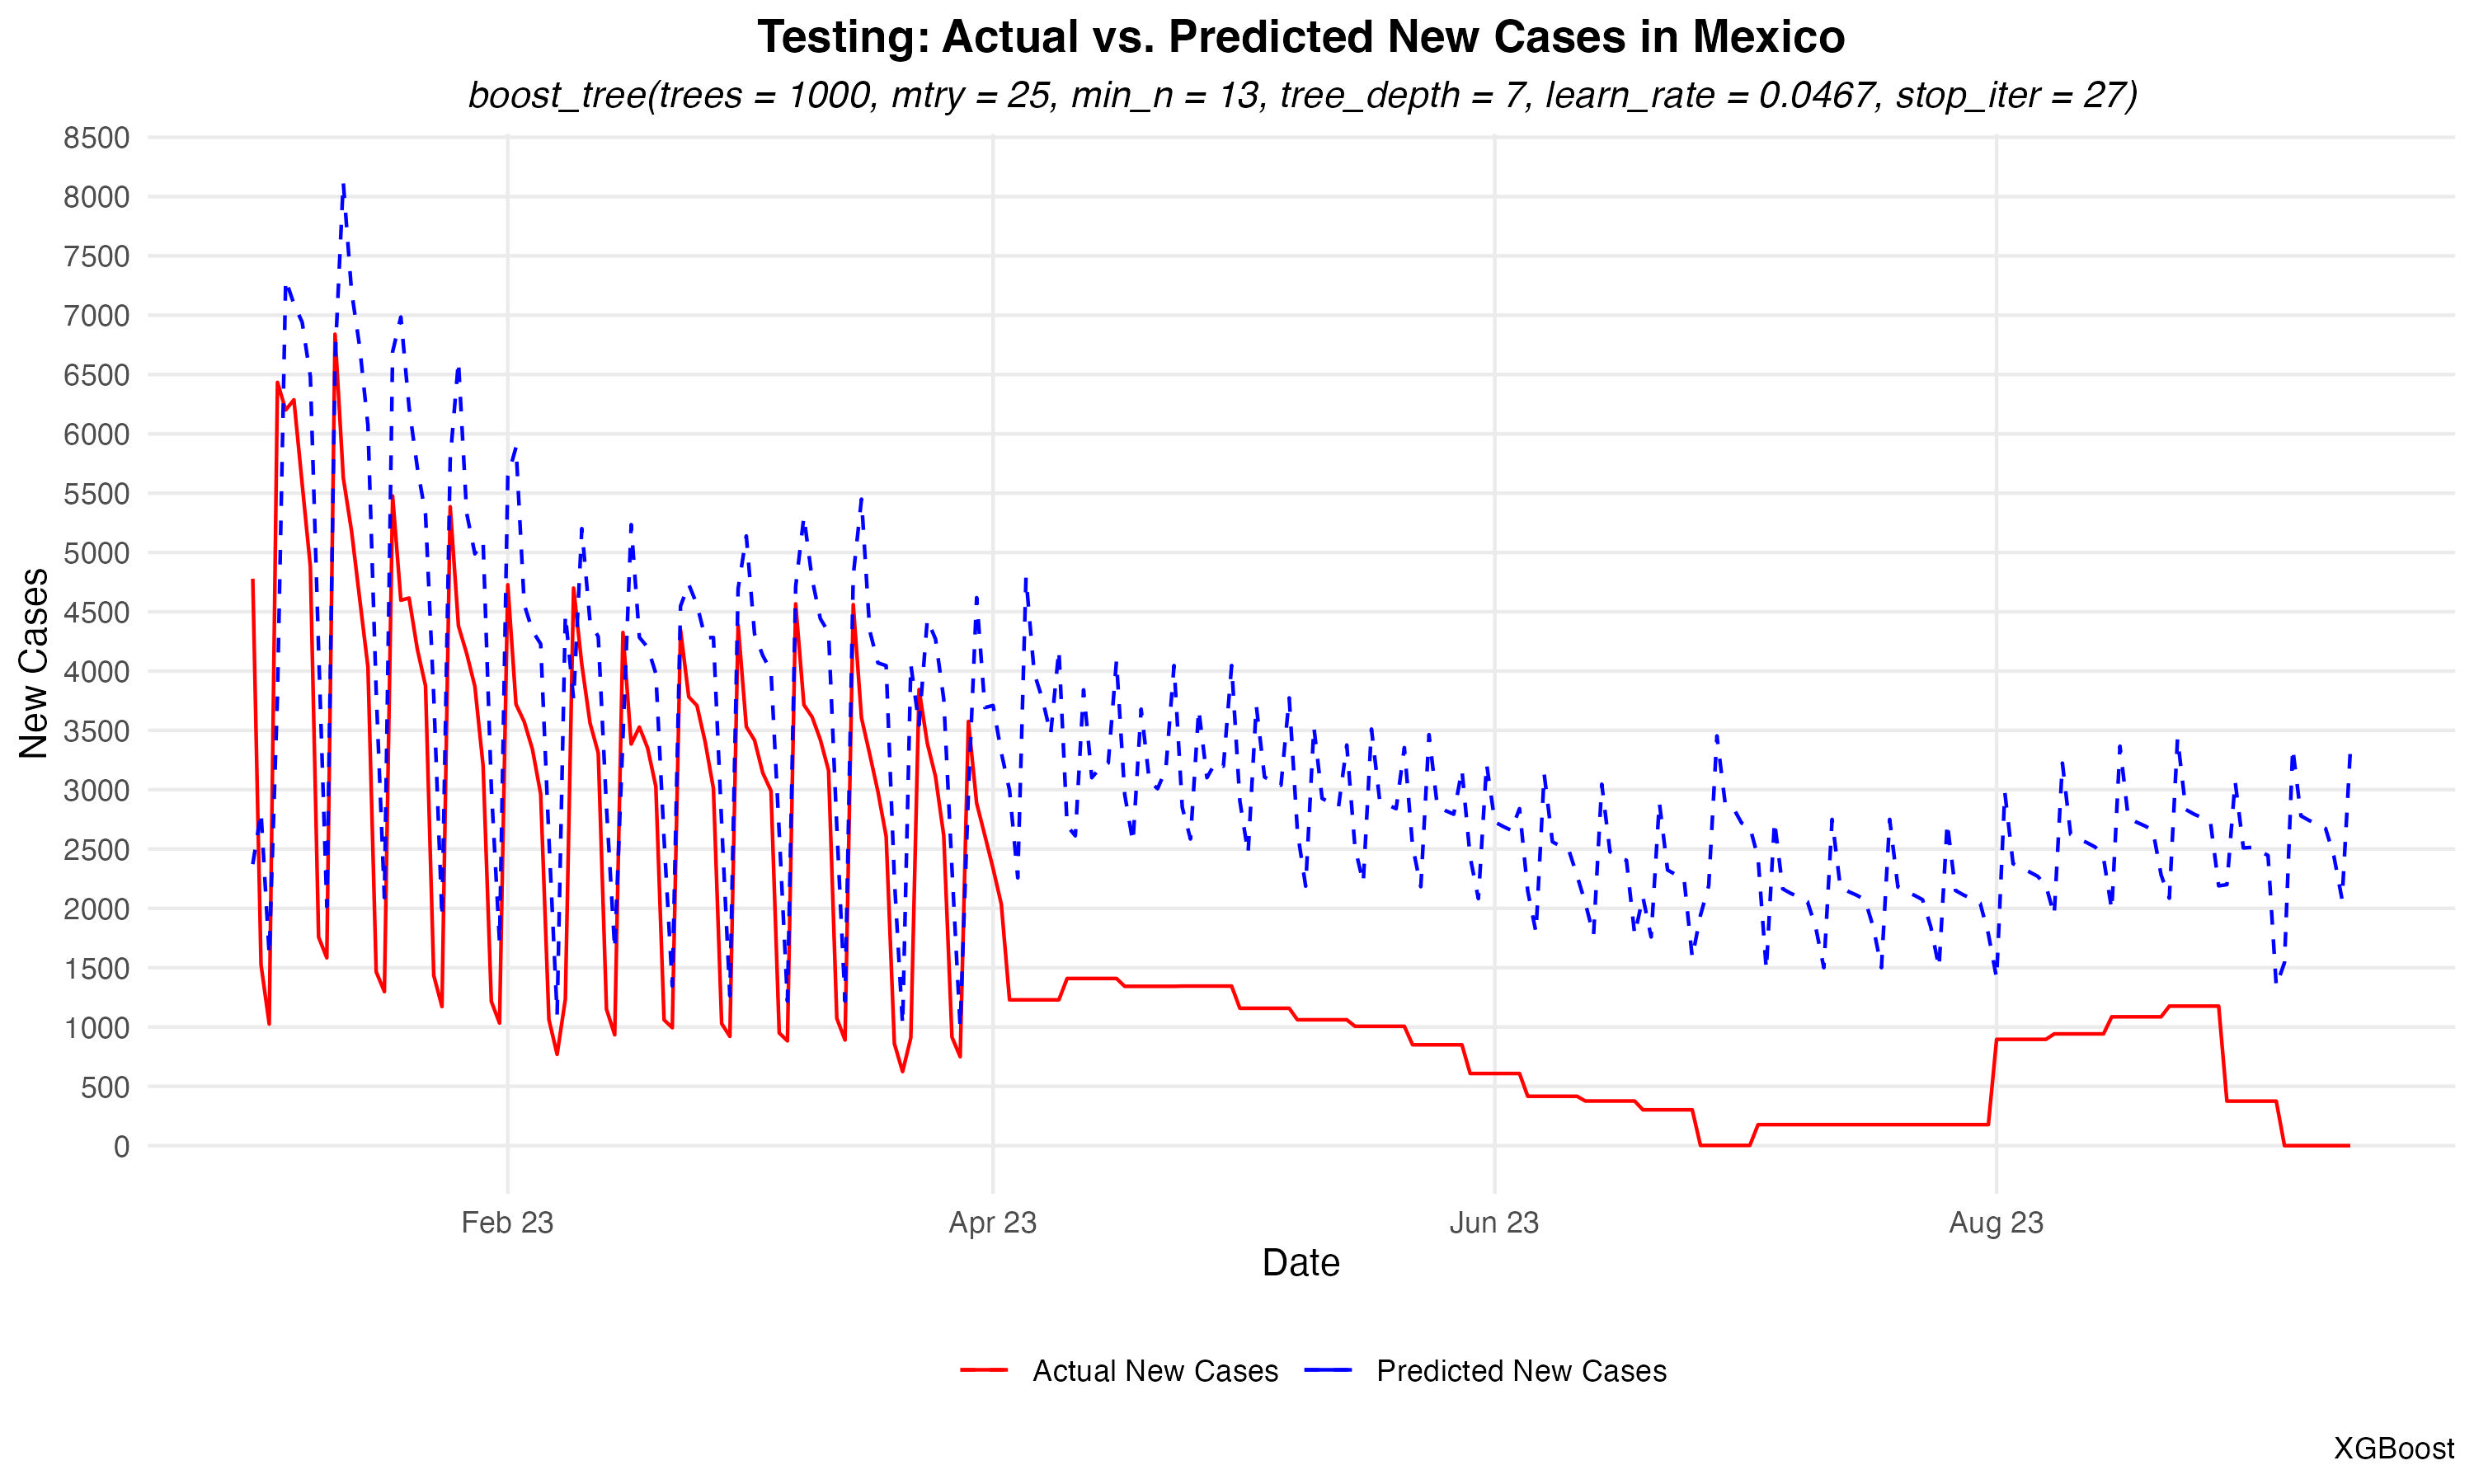 Testing: Actual vs. Predicted New Cases in Mexico
boost_tree(trees = 1000, mtry = 25, min_n = 13, tree_depth = 7, learn_rate = 0.0467, stop_iter = 27)
8500
8000
7500
7000
6500
6000
5500
5000
4500
4000
3500
3000
2500
2000
1500
1000
500
0
New Cases
Feb 23 Apr 23 Jun 23 Aug 23
Date
Actual New Cases Predicted New Cases
XGBoost